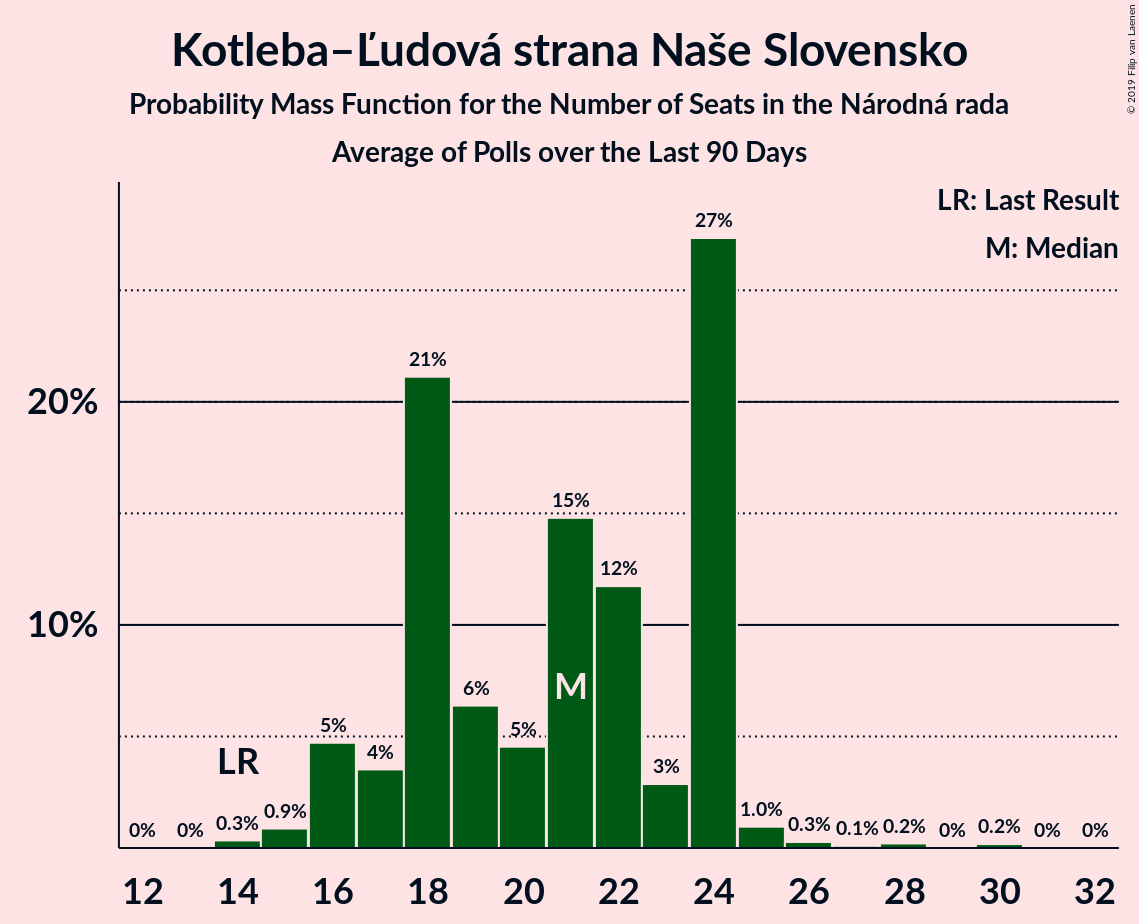 Kotleba–Ľudová strana Naše Slovensko
Probability Mass Function for the Number of Seats in the Národná rada
Average of Polls over the Last 90 Days
© 2019 Filip van Laenen
LR: Last Result
M: Median
20%
10%
0% 0% 0.3% 0.9% 5% 4% 21% 6% 5% 15% 12% 3% 27% 1.0% 0.3% 0.1% 0.2% 0% 0.2% 0% 0%
LR
M
12 14 16 18 20 22 24 26 28 30 32